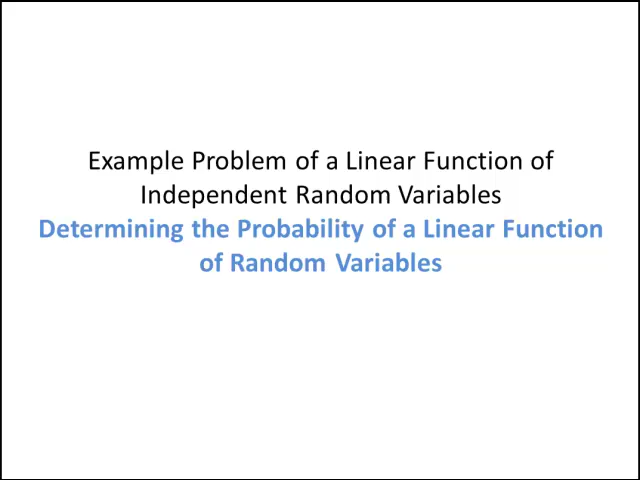 Example Problem of a Linear Function of
Independent Random Variables
Determining the Probability of a Linear Function
of Random Variables